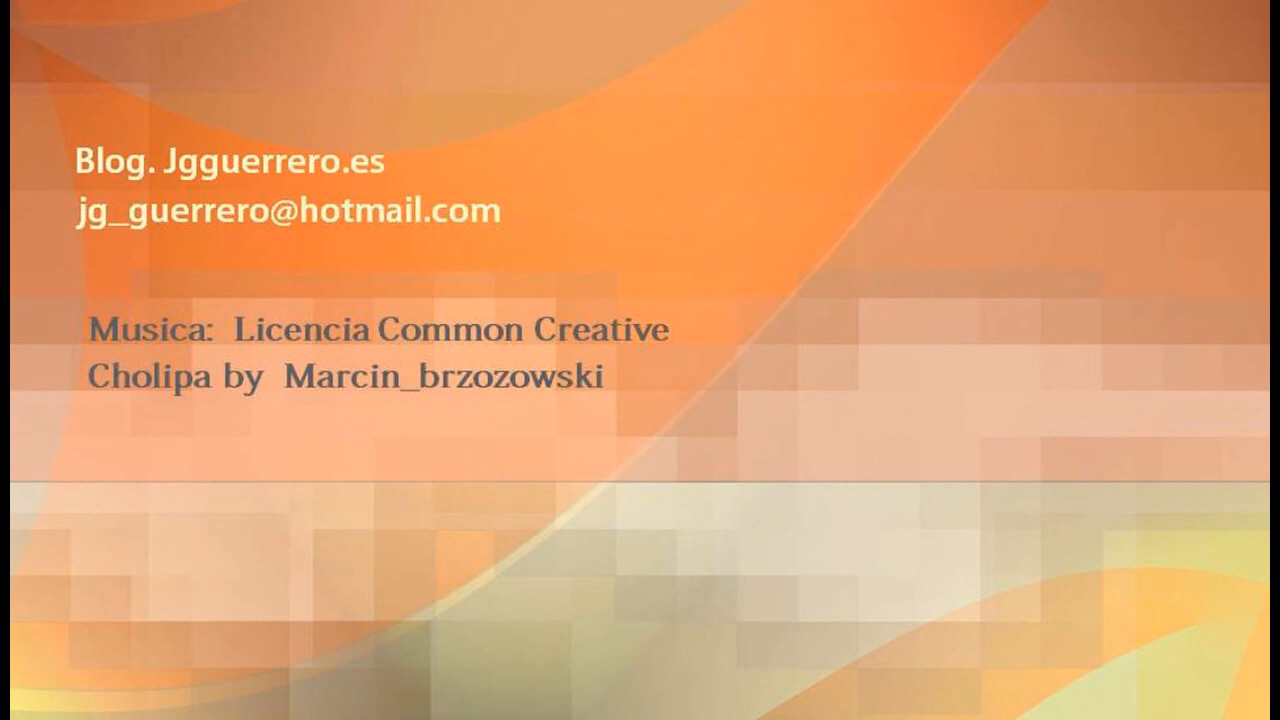 Blog. Jgguerrero.es
jg_guerrero@hotmail.com
Musica: Licencia Common Creative
Cholipa by Marcin_brzozowski